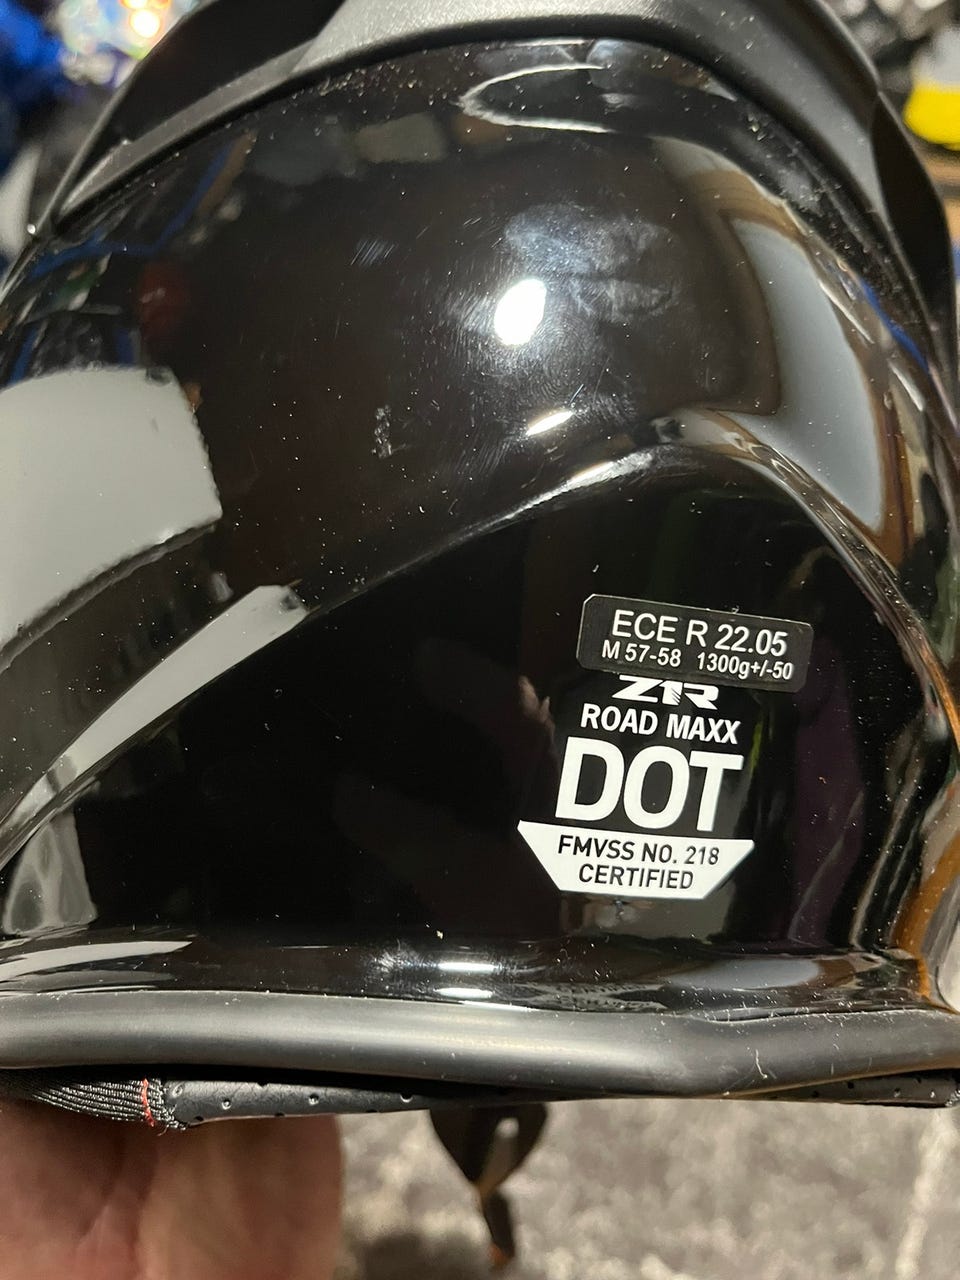 ECE R 22.05
M 57-58 1300g+/-50
Z1R
ROAD MAXX
DOT
FMVSS NO. 218
CERTIFIED